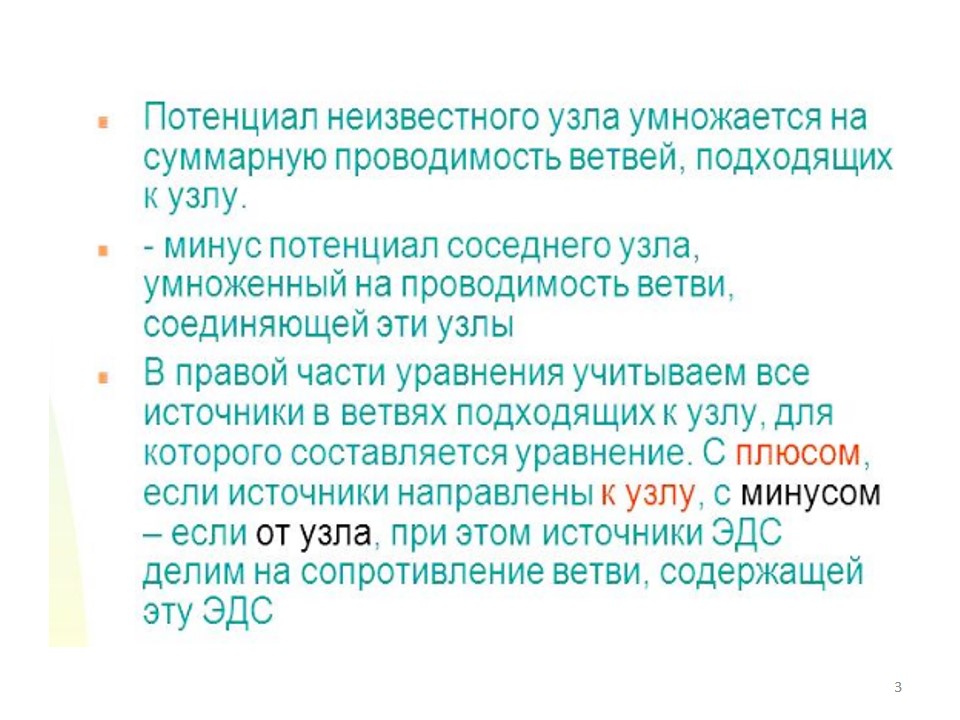 Потенциал неизвестного узла умножается на
суммарную проводимость ветвей, подходящих
к узлу.
- минус потенциал соседнего узла,
умноженный на проводимость ветви,
соединяющей эти узлы
В правой части уравнения учитываем все
источники в ветвях подходящих к узлу, для
которого составляется уравнение. С плюсом,
если источники направлены к узлу, с минусом
– если от узла, при этом источники ЭДС
делим на сопротивление ветви, содержащей
эту ЭДС
3